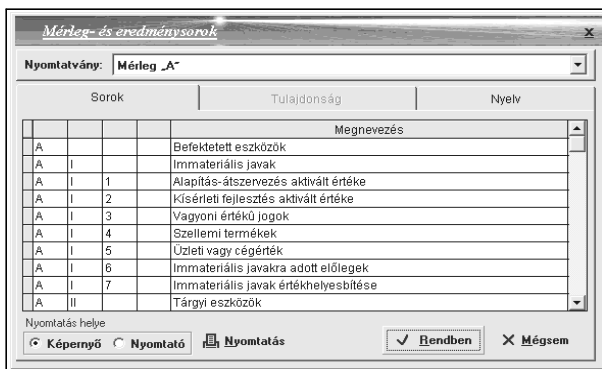 Mérleg- és eredménysorok x
Nyomtatvány: Mérleg „A"
Sorok Tulajdonság Nyelv
Megnevezés
A Befektetett eszközök
A I Immateriális javak
A I 1 Alapítás-átszervezés aktivált értéke
A I 2 Kísérleti fejlesztés aktivált értéke
A I 3 Vagyoni értékû jogok
A I 4 Szellemi termékek
A I 5 Üzleti vagy cégérték
A I 6 Immateriális javakra adott előlegek
A I 7 Immateriális javak értékhelyesbítése
A II Tárgyi eszközök
Nyomtatás helye
Képernyő Nyomtató Nyomtatás Rendben Mégsem